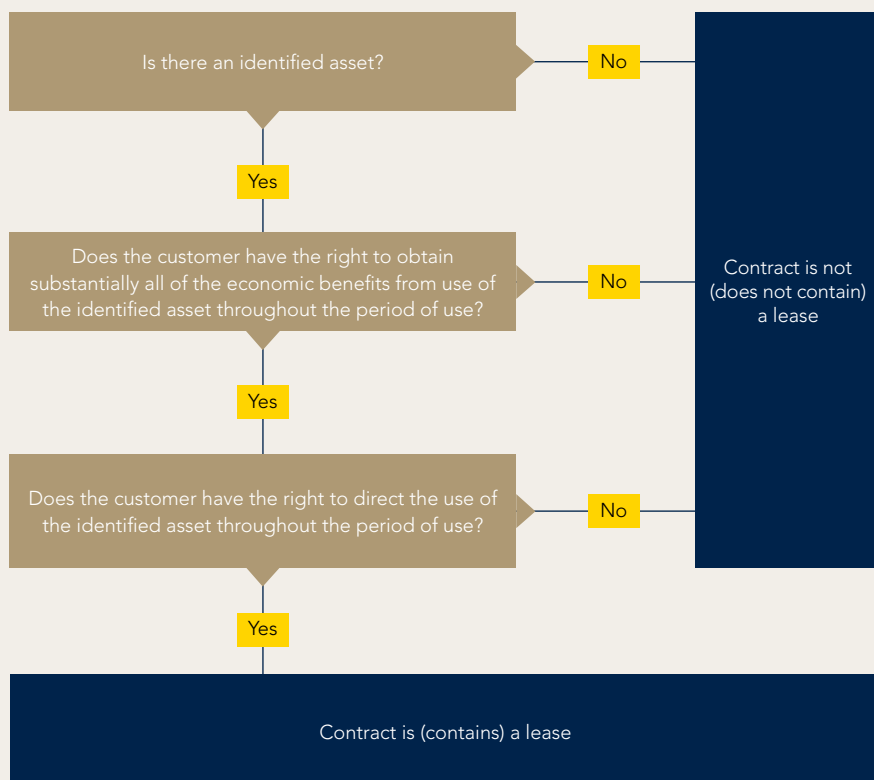 Is there an identified asset?
No
Yes
Does the customer have the right to obtain
substantially all of the economic benefits from use of
the identified asset throughout the period of use?
No
Contract is not
(does not contain)
a lease
Yes
Does the customer have the right to direct the use of
the identified asset throughout the period of use?
No
Yes
Contract is (contains) a lease